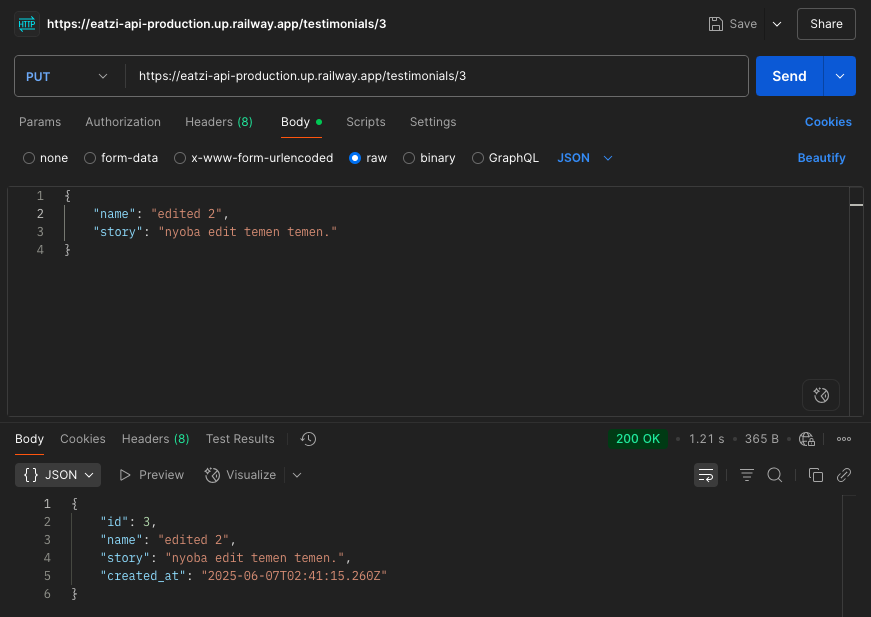 HTTP https://eatzi-api-production.up.railway.app/testimonials/3 Save Share
PUT https://eatzi-api-production.up.railway.app/testimonials/3 Send
Params Authorization Headers (8) Body Scripts Settings Cookies
none form-data x-www-form-urlencoded raw binary GraphQL JSON Beautify
1 {
2 "name": "edited 2",
3 "story": "nyoba edit temen temen."
4 }
Body Cookies Headers (8) Test Results 200 OK 1.21 s 365 B
{} JSON Preview Visualize
1 {
2 "id": 3,
3 "name": "edited 2",
4 "story": "nyoba edit temen temen.",
5 "created_at": "2025-06-07T02:41:15.260Z"
6 }